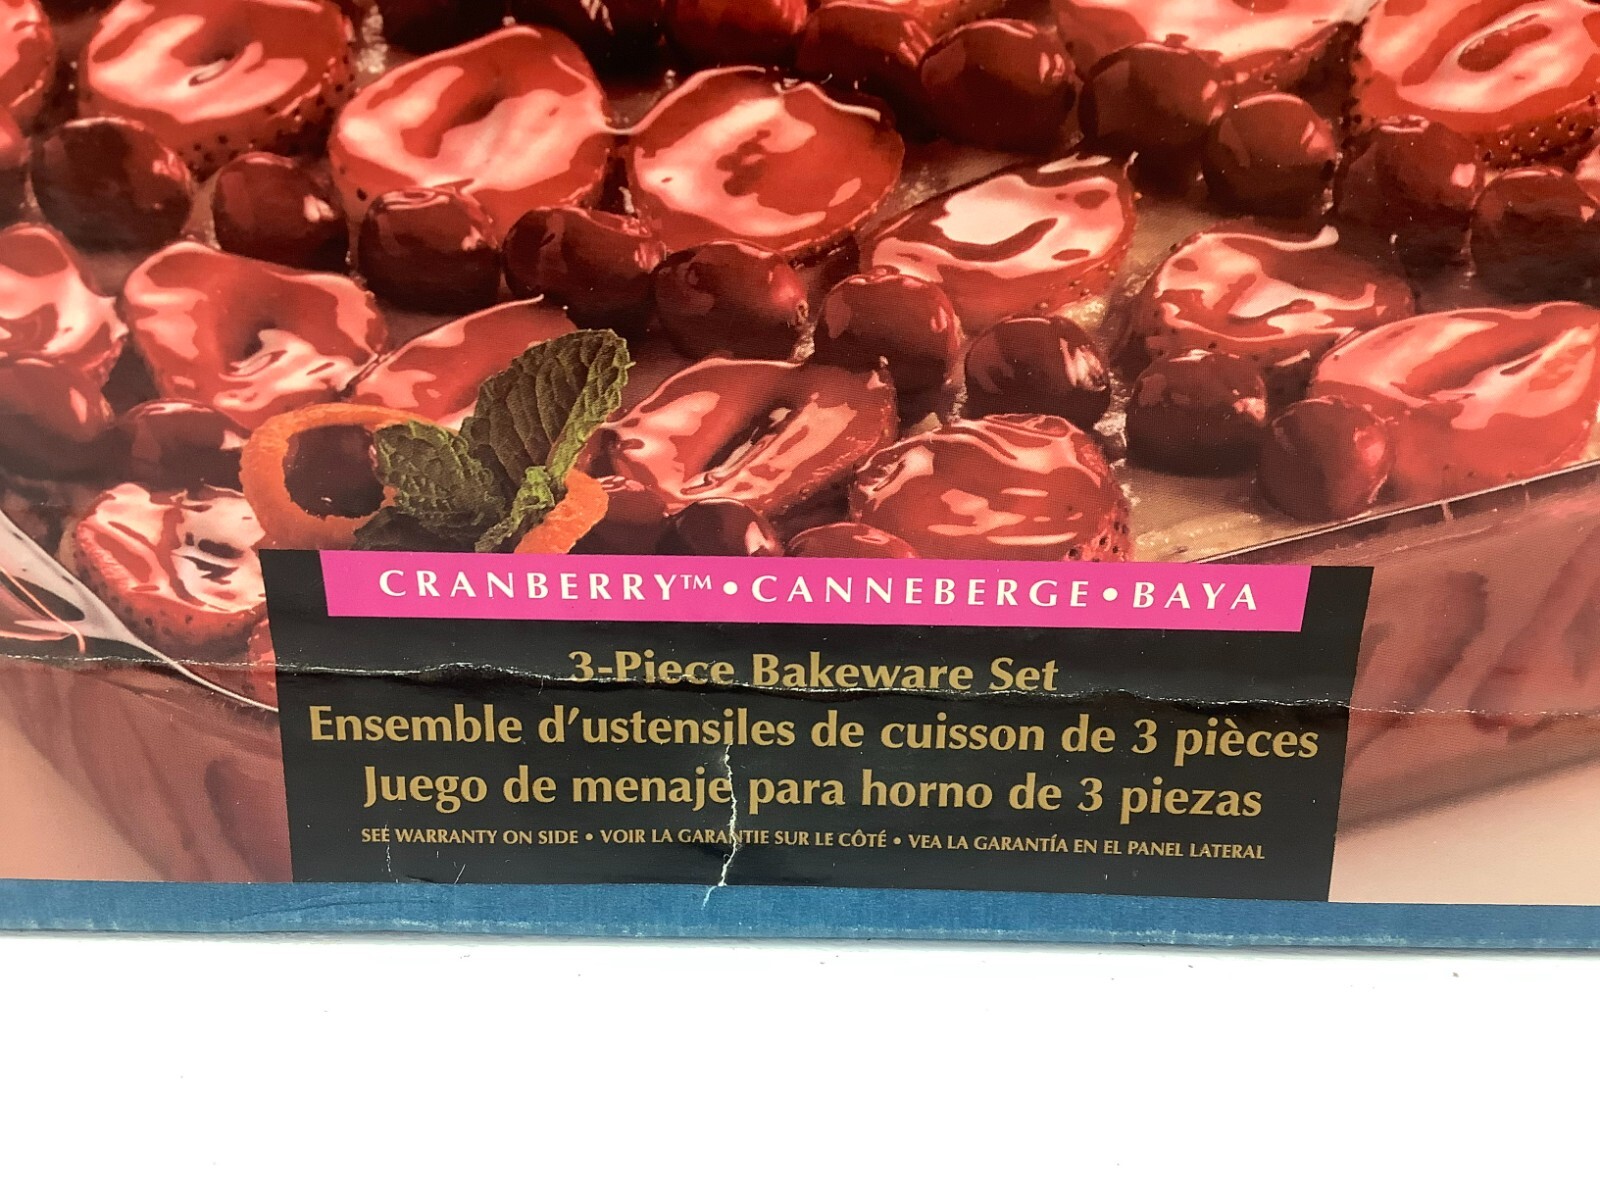 CRANBERRY™ • CANNEBERGE • BAYA
3-Piece Bakeware Set
Ensemble d'ustensiles de cuisson de 3 pièces
Juego de menaje para horno de 3 piezas
SEE WARRANTY ON SIDE • VOIR LA GARANTIE SUR LE CÔTÉ • VEA LA GARANTÍA EN EL PANEL LATERAL